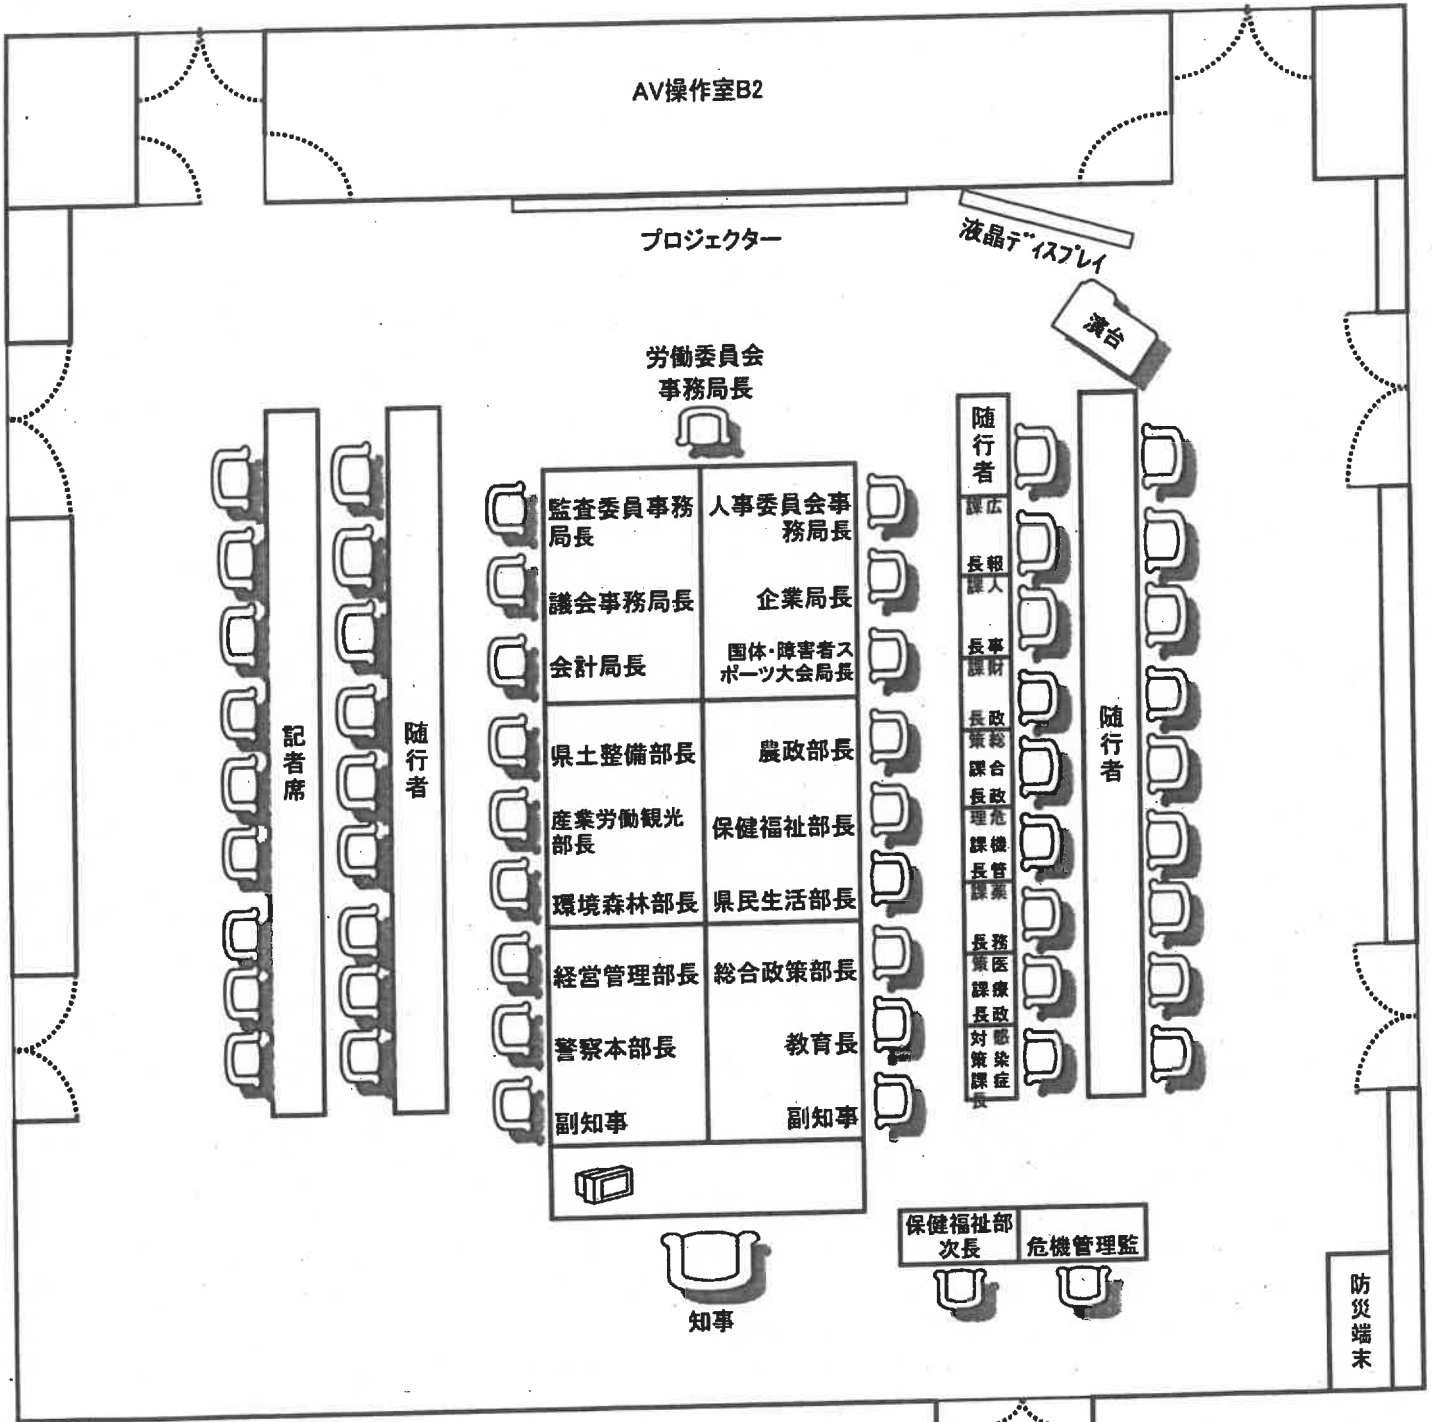 AV操作室B2
プロジェクター
液晶ディスプレイ
演台
労働委員会
事務局長
監査委員事務
局長
人事委員会事
務局長
議会事務局長
企業局長
会計局長
国体・障害者ス
ポーツ大会局長
県土整備部長
農政部長
産業労働観光
部長
保健福祉部長
環境森林部長
県民生活部長
経営管理部長
総合政策部長
警察本部長
教育長
副知事
副知事
知事
記者席
随行者
随行者
広報
課長
人事
課長
財政
課長
総合政
策課長
危機管
理課長
薬務
課長
医療政
策課長
感染症
対策課長
随行者
保健福祉部
次長
危機管理監
防災端末